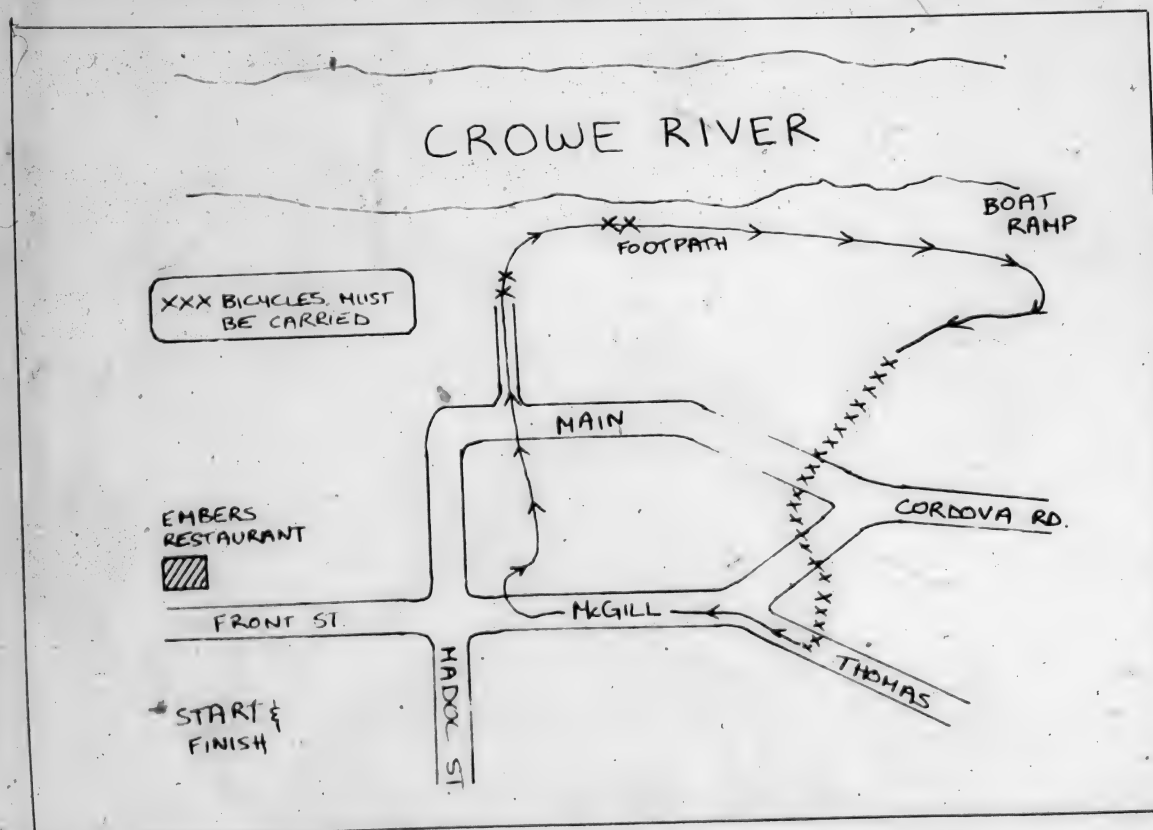 CROWE RIVER
BOAT
RAMP
XX
FOOTPATH
XXX BICYCLES MUST
BE CARRIED
MAIN
CORDOVA RD.
EMBERS
RESTAURANT
FRONT ST.
McGILL
THOMAS
MADOC ST.
START &
FINISH